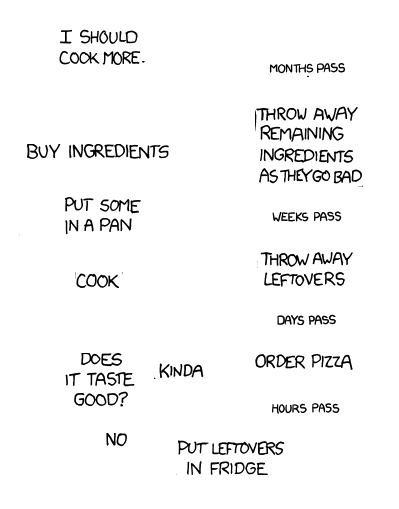 I SHOULD
COOK MORE.
BUY INGREDIENTS
PUT SOME
IN A PAN
COOK
DOES
IT TASTE
GOOD?
KINDA
NO
PUT LEFTOVERS
IN FRIDGE
HOURS PASS
ORDER PIZZA
DAYS PASS
THROW AWAY
LEFTOVERS
WEEKS PASS
THROW AWAY
REMAINING
INGREDIENTS
AS THEY GO BAD
MONTHS PASS